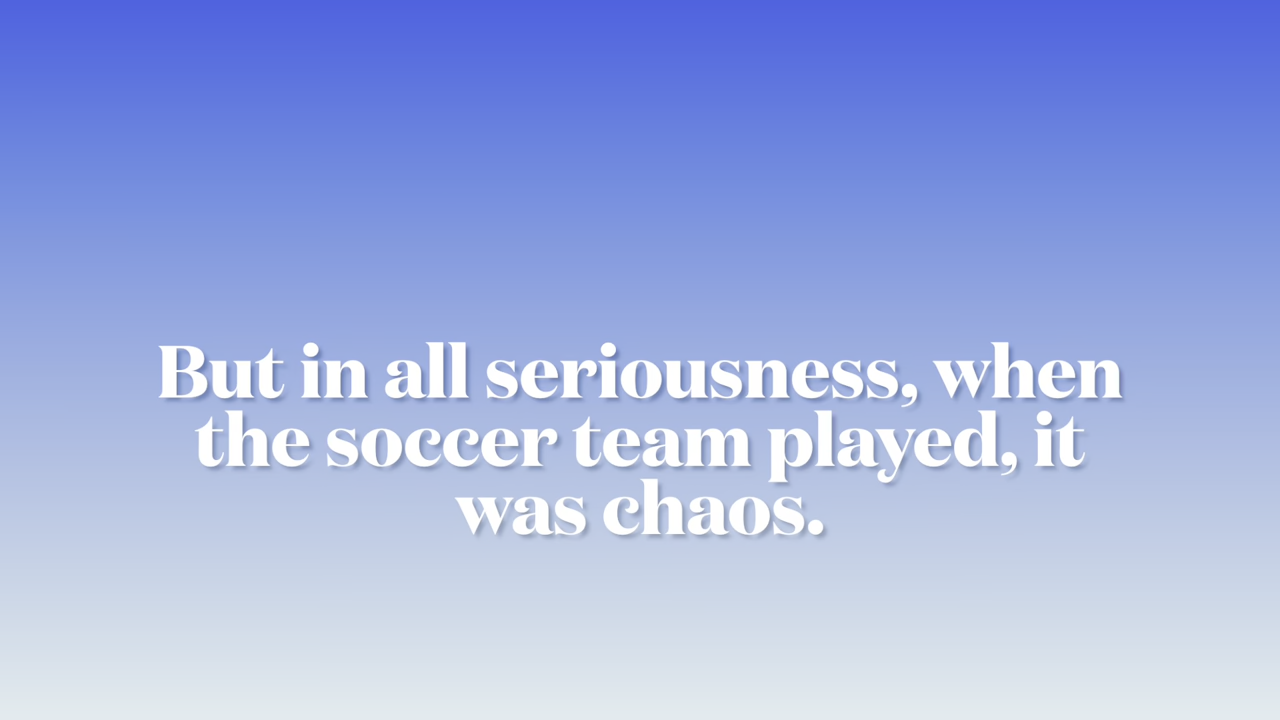 But in all seriousness, when
the soccer team played, it
was chaos.